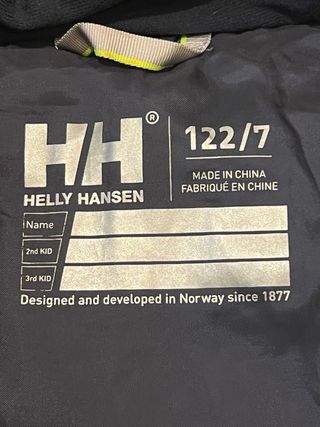 HH®
HELLY HANSEN
122/7
MADE IN CHINA
FABRIQUÉ EN CHINE
Name
2nd KID
3rd KID
Designed and developed in Norway since 1877